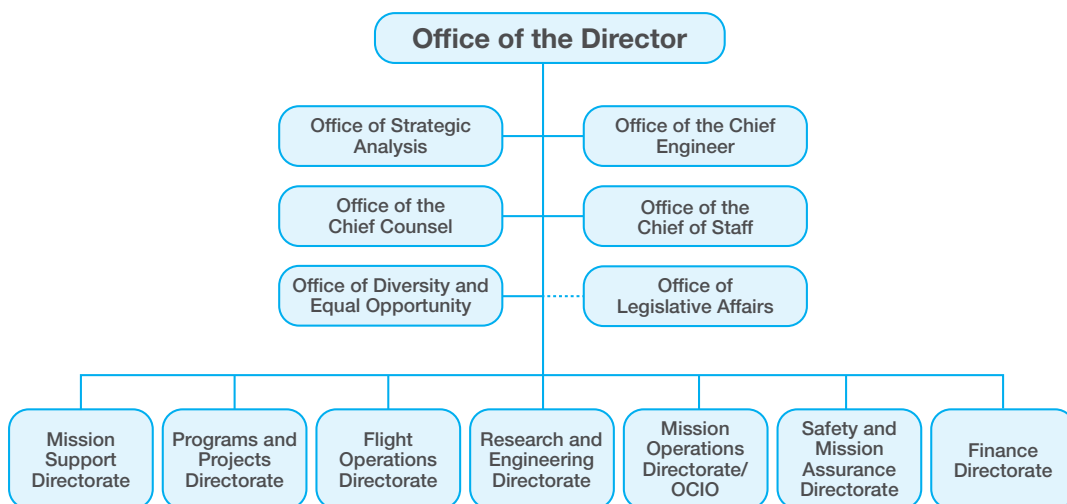 Office of the Director
Office of Strategic
Analysis
Office of the Chief
Engineer
Office of the
Chief Counsel
Office of the
Chief of Staff
Office of Diversity and
Equal Opportunity
Office of
Legislative Affairs
Mission
Support
Directorate
Programs and
Projects
Directorate
Flight
Operations
Directorate
Research and
Engineering
Directorate
Mission
Operations
Directorate/
OCIO
Safety and
Mission
Assurance
Directorate
Finance
Directorate